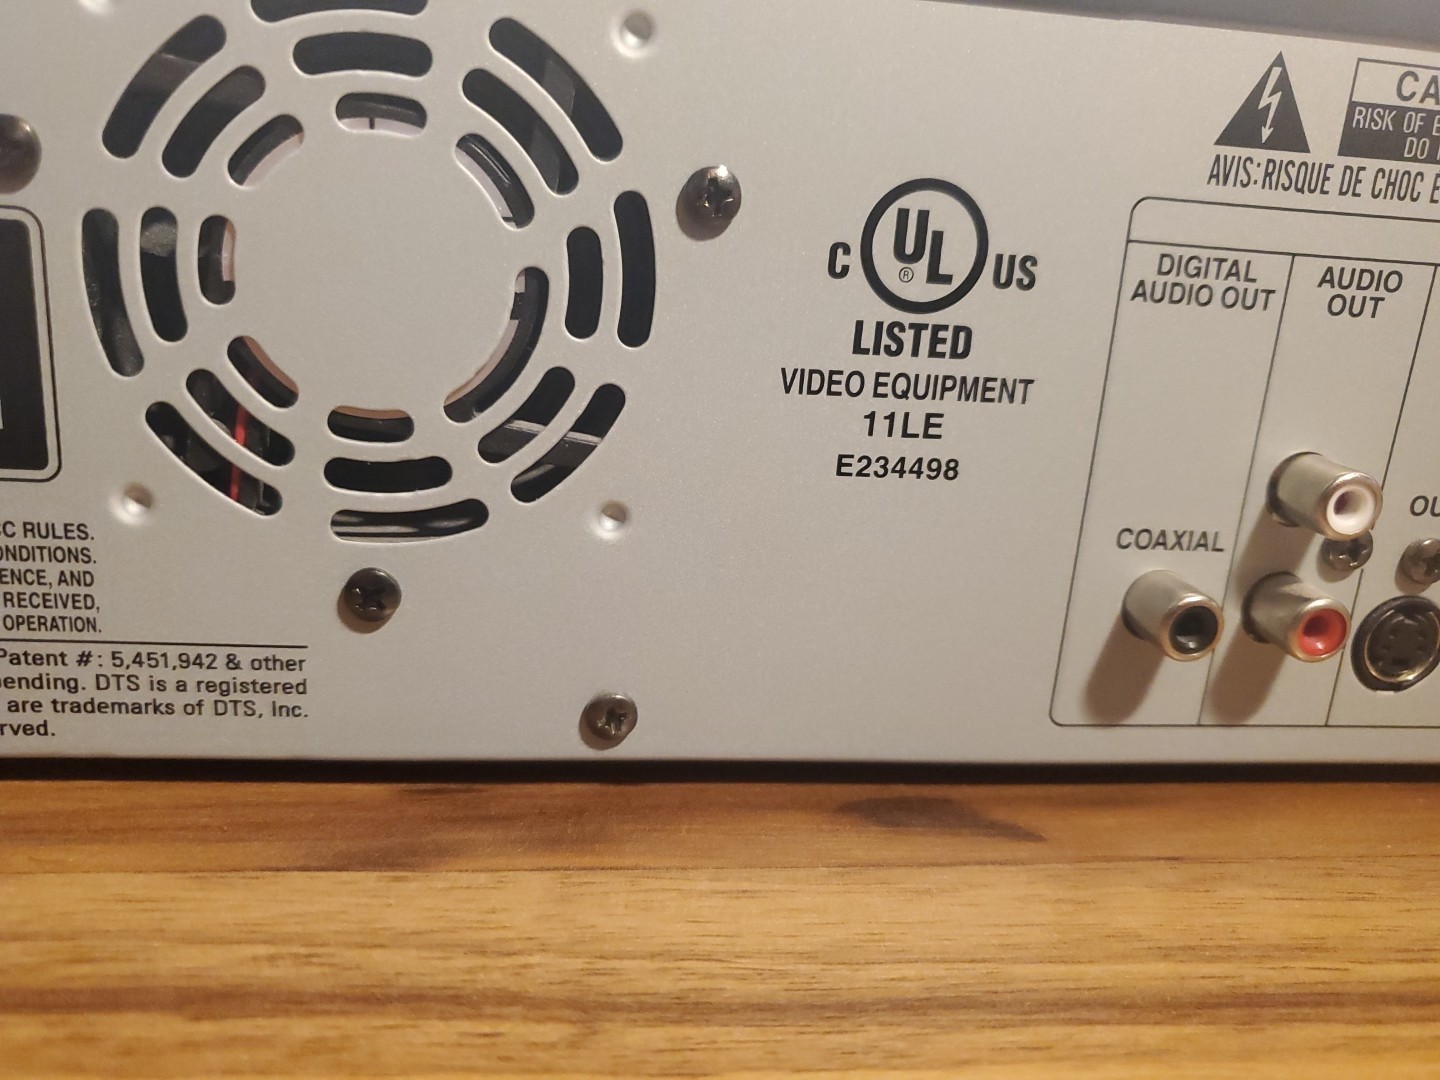 CA
RISK OF E
DO
AVIS: RISQUE DE CHOC E
C UL ® US
LISTED
VIDEO EQUIPMENT
11LE
E234498
DIGITAL
AUDIO OUT
AUDIO
OUT
COAXIAL
OU
C RULES.
ONDITIONS.
ENCE, AND
RECEIVED,
OPERATION.
Patent #: 5,451,942 & other
ending. DTS is a registered
are trademarks of DTS, Inc.
rved.